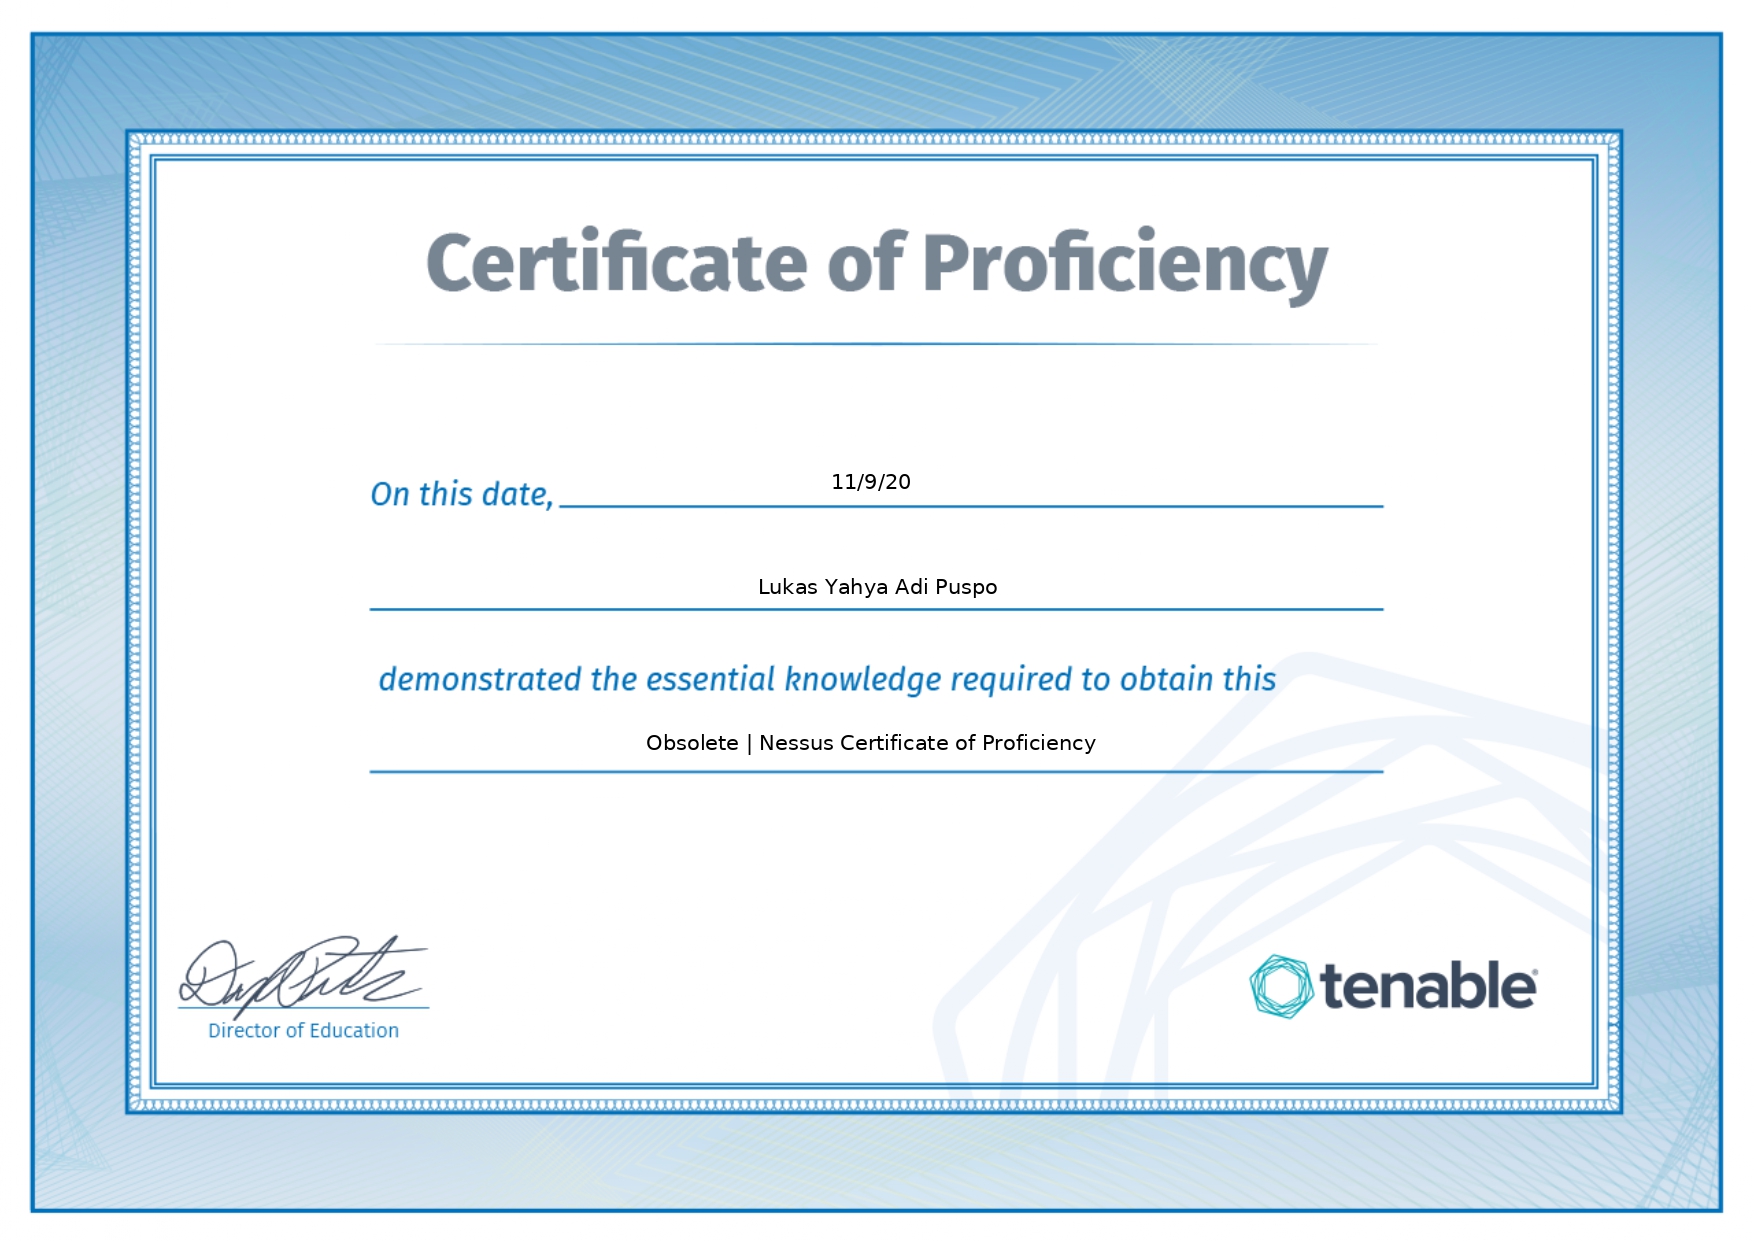 Certificate of Proficiency
On this date, 11/9/20
Lukas Yahya Adi Puspo
demonstrated the essential knowledge required to obtain this
Obsolete | Nessus Certificate of Proficiency
Director of Education
tenable®